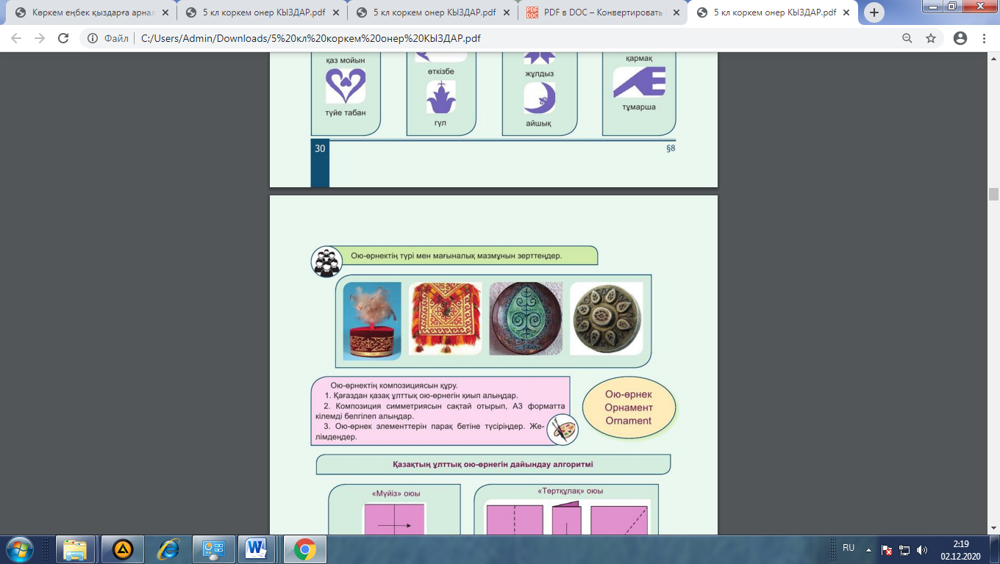 Көркем еңбек қыздарға арнал
5 кл коркем онер КЫЗДАР.pdf
5 кл коркем онер КЫЗДАР.pdf
PDF в DOC – Конвертировать
5 кл коркем онер КЫЗДАР.pdf
Файл
C:/Users/Admin/Downloads/5%20кл%20коркем%20онер%20КЫЗДАР.pdf
қаз мойын
өткізбе
жұлдыз
қармақ
түйе табан
гүл
айшық
тұмарша
30
§8
Ою-өрнектің түрі мен мағыналық мазмұнын зерттеңдер.
Ою-өрнектің композициясын құру.
1. Қағаздан қазақ ұлттық ою-өрнегін қиып алыңдар.
2. Композиция симметриясын сақтай отырып, А3 форматта
кілемді белгілеп алыңдар.
3. Ою-өрнек элементтерін парақ бетіне түсіріңдер. Же-
лімдеңдер.
Ою-өрнек
Орнамент
Ornament
Қазақтың ұлттық ою-өрнегін дайындау алгоритмі
«Мүйіз» оюы
«Төртқұлақ» оюы
RU
2:19
02.12.2020